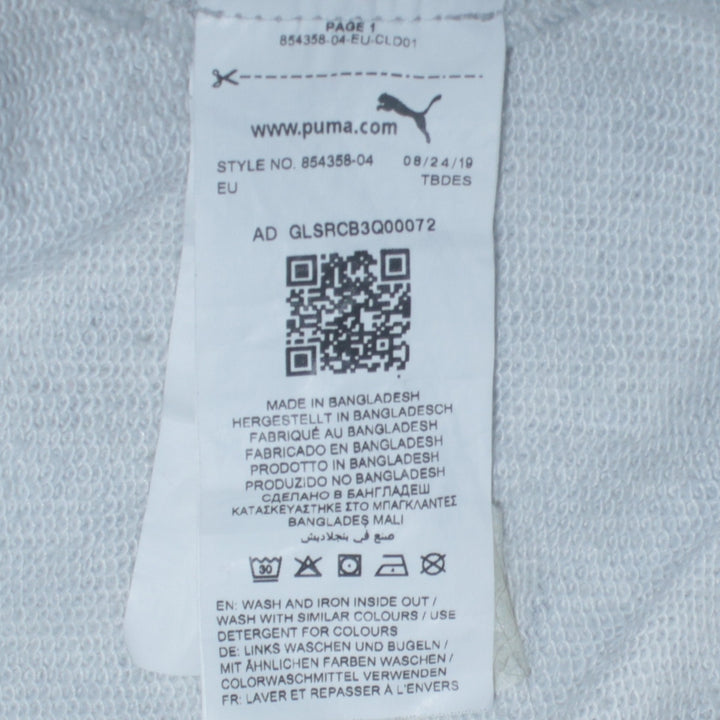 PAGE 1
854358-04-EU-CLD01
www.puma.com
STYLE NO. 854358-04 08/24/19
EU TBDES
AD GLSRCB3Q00072
MADE IN BANGLADESH
HERGESTELLT IN BANGLADESCH
FABRIQUÉ AU BANGLADESH
FABRICADO EN BANGLADESH
PRODOTTO IN BANGLADESH
PRODUZIDO NO BANGLADESH
СДЕЛАНО В БАНГЛАДЕШ
ΚΑΤΑΣΚΕΥΑΣΤΗΚΕ ΣΤΟ ΜΠΑΓΚΛΑΝΤΕΣ
BANGLADEŞ MALI
صنع في بنجلاديش
30
EN: WASH AND IRON INSIDE OUT /
WASH WITH SIMILAR COLOURS / USE
DETERGENT FOR COLOURS
DE: LINKS WASCHEN UND BUGELN /
MIT ÄHNLICHEN FARBEN WASCHEN /
COLORWASCHMITTEL VERWENDEN
FR: LAVER ET REPASSER À L'ENVERS